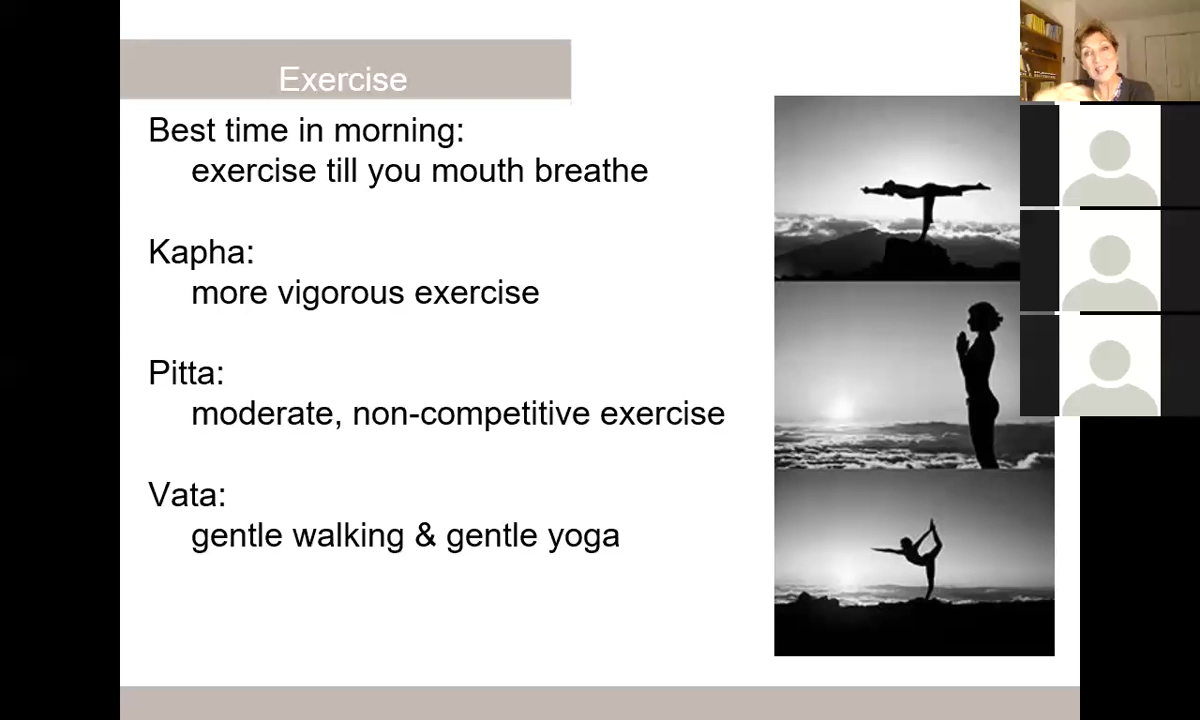 Exercise
Best time in morning:
exercise till you mouth breathe
Kapha:
more vigorous exercise
Pitta:
moderate, non-competitive exercise
Vata:
gentle walking & gentle yoga